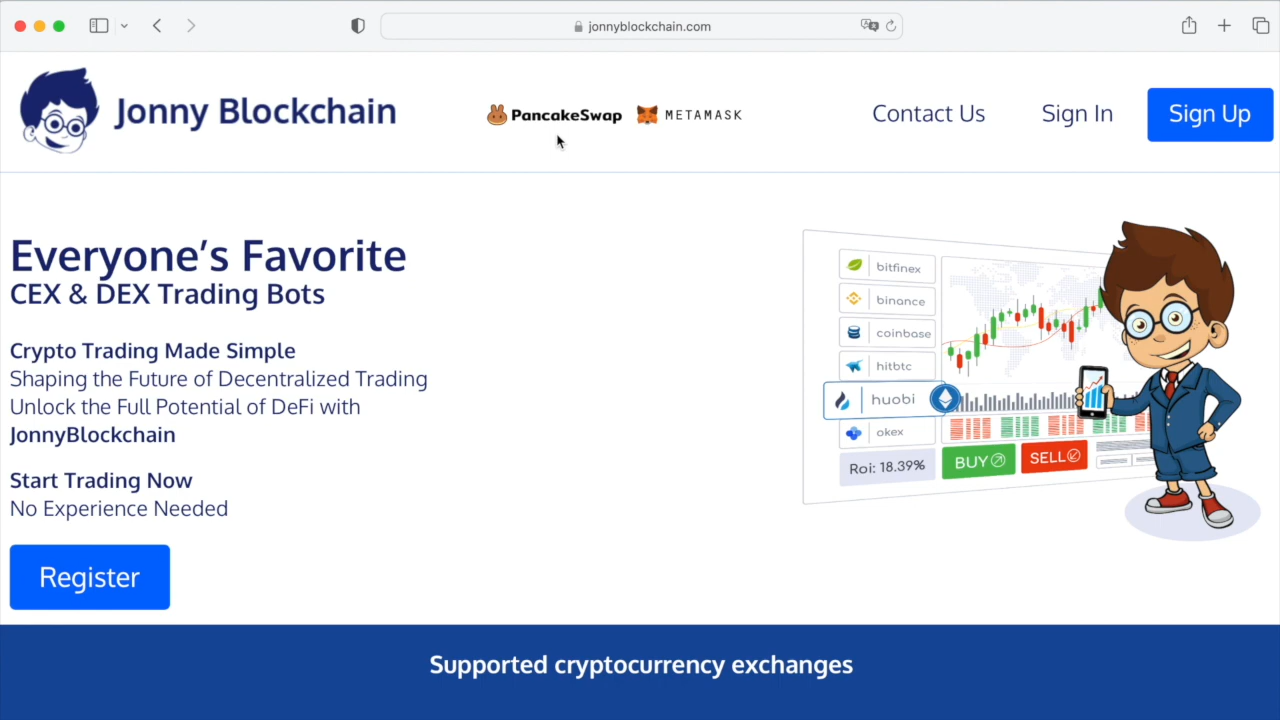 jonnyblockchain.com
Jonny Blockchain
PancakeSwap
METAMASK
Contact Us
Sign In
Sign Up
Everyone's Favorite
CEX & DEX Trading Bots
Crypto Trading Made Simple
Shaping the Future of Decentralized Trading
Unlock the Full Potential of DeFi with
JonnyBlockchain
Start Trading Now
No Experience Needed
Register
bitfinex
binance
coinbase
hitbtc
huobi
okex
Roi: 18.39%
BUY
SELL
Supported cryptocurrency exchanges